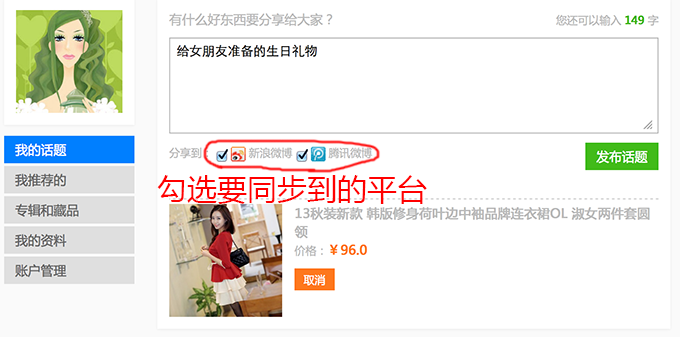 有什么好东西要分享给大家？
您还可以输入 149 字
给女朋友准备的生日礼物
分享到： 新浪微博 腾讯微博
发布话题
勾选要同步到的平台
我的话题
我推荐的
专辑和藏品
我的资料
账户管理
13秋装新款 韩版修身荷叶边中袖品牌连衣裙OL 淑女两件套圆
领
价格：￥96.0
取消